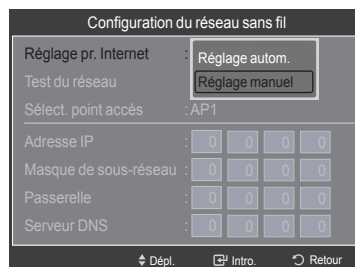 Configuration du réseau sans fil
Réglage pr. Internet : Réglage autom.
Test du réseau Réglage manuel
Sélect. point accès : AP1
Adresse IP : 0 0 0 0
Masque de sous-réseau : 0 0 0 0
Passerelle : 0 0 0 0
Serveur DNS : 0 0 0 0
Dépl. Intro. Retour